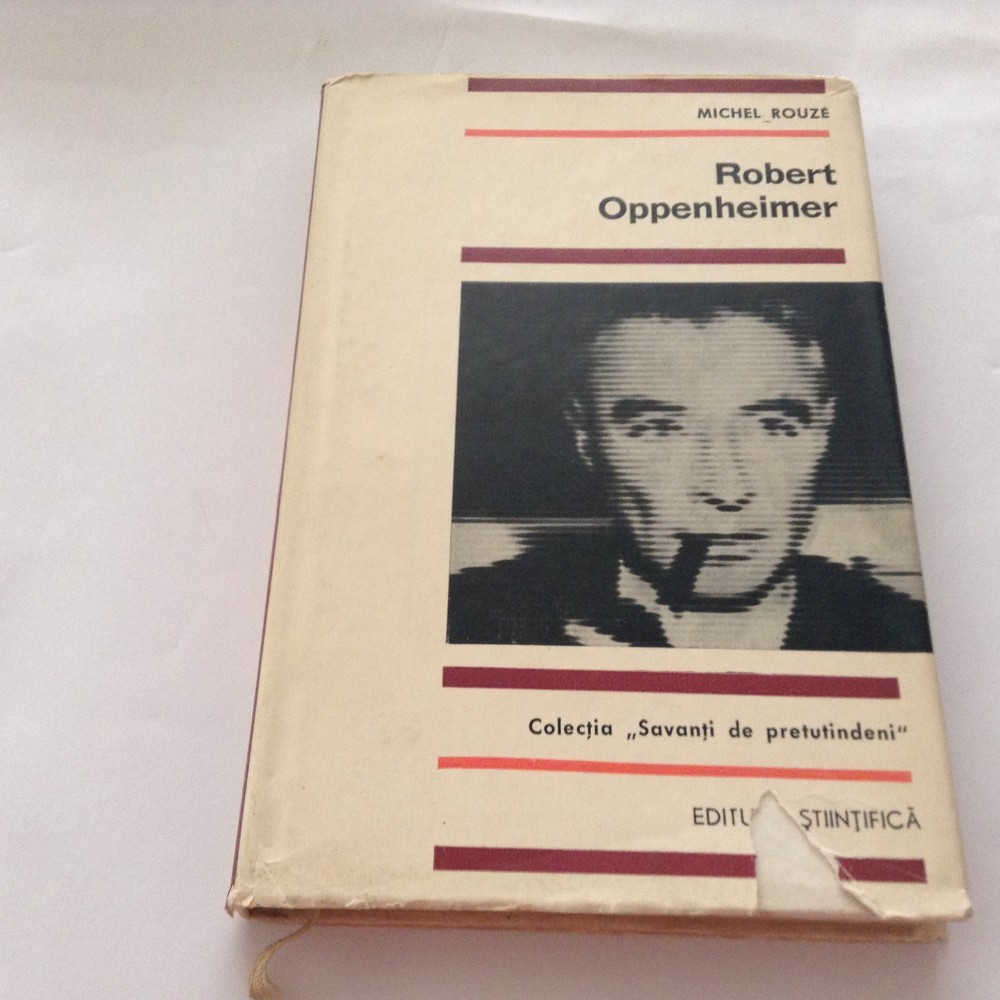 MICHEL ROUZÉ
Robert
Oppenheimer
Colecția „Savanți de pretutindeni“
ȘTIINȚIFICĂ